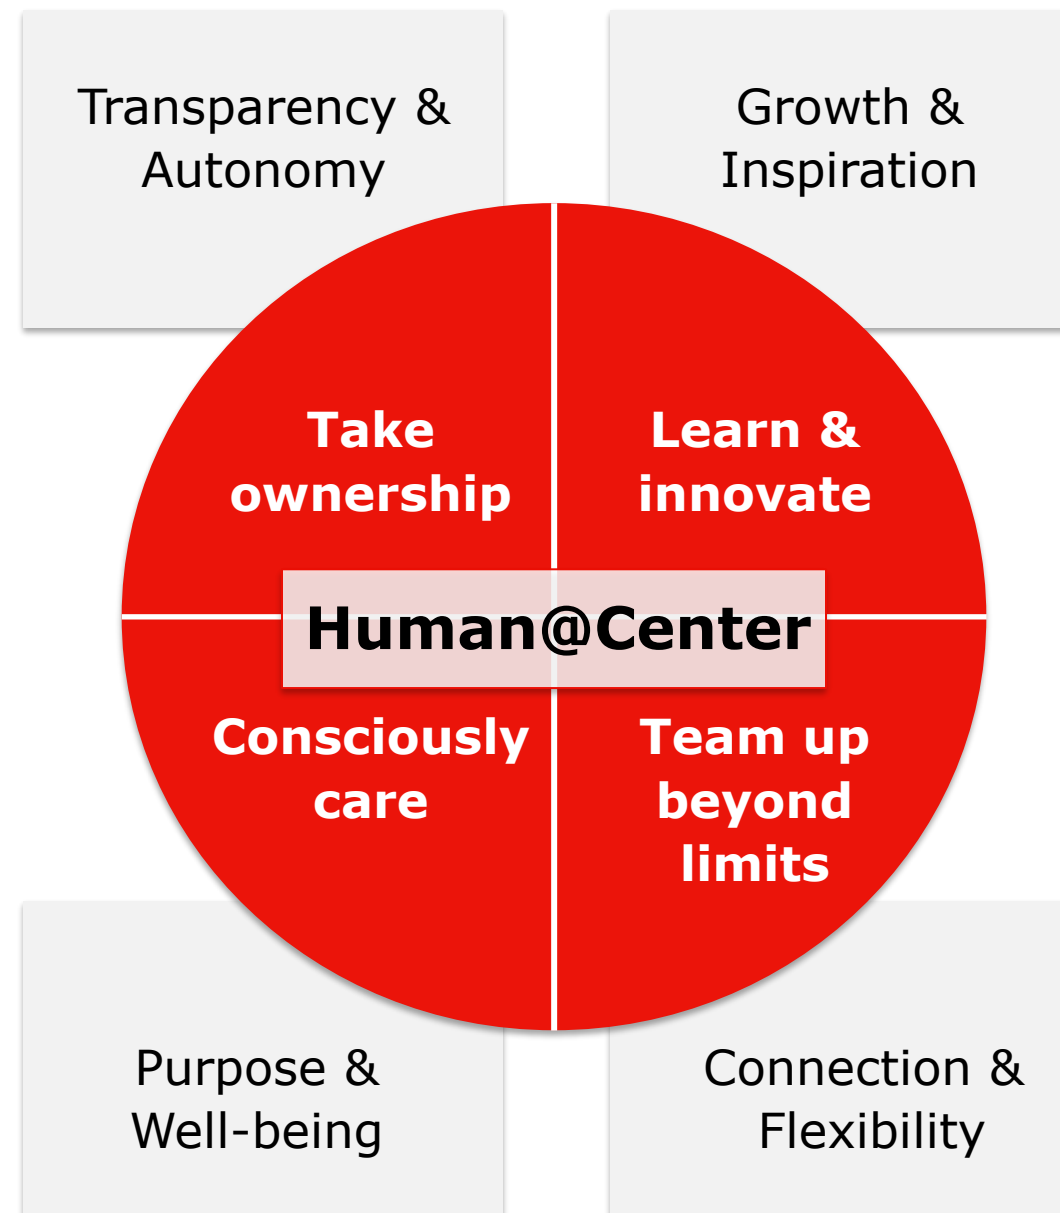 Transparency &
Autonomy
Growth &
Inspiration
Take
ownership
Learn &
innovate
Human@Center
Consciously
care
Team up
beyond
limits
Purpose &
Well-being
Connection &
Flexibility